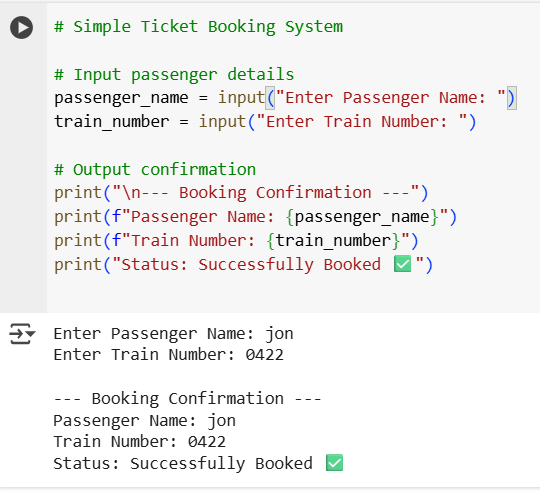 # Simple Ticket Booking System
# Input passenger details
passenger_name = input("Enter Passenger Name: ")
train_number = input("Enter Train Number: ")
# Output confirmation
print("\n--- Booking Confirmation ---")
print(f"Passenger Name: {passenger_name}")
print(f"Train Number: {train_number}")
print("Status: Successfully Booked ✅")
Enter Passenger Name: jon
Enter Train Number: 0422
--- Booking Confirmation ---
Passenger Name: jon
Train Number: 0422
Status: Successfully Booked ✅